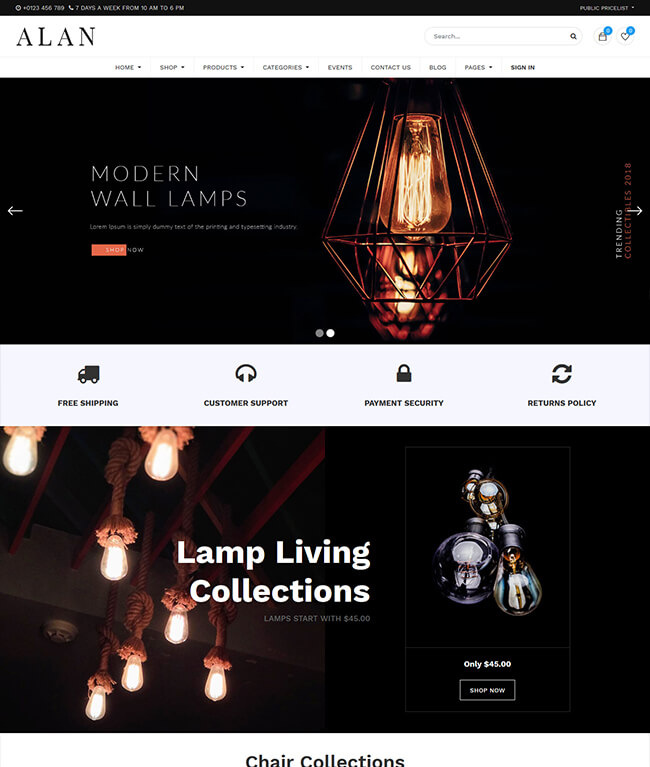 +0123 456 789 7 DAYS A WEEK FROM 10 AM TO 6 PM
PUBLIC PRICELIST
ALAN
Search...
0
0
HOME
SHOP
PRODUCTS
CATEGORIES
EVENTS
CONTACT US
BLOG
PAGES
SIGN IN
MODERN
WALL LAMPS
Lorem Ipsum is simply dummy text of the printing and typesetting industry.
SHOP NOW
TRENDING
COLLECTIBLES 2018
FREE SHIPPING
CUSTOMER SUPPORT
PAYMENT SECURITY
RETURNS POLICY
Lamp Living
Collections
LAMPS START WITH $45.00
Only $45.00
SHOP NOW
Chair Collections